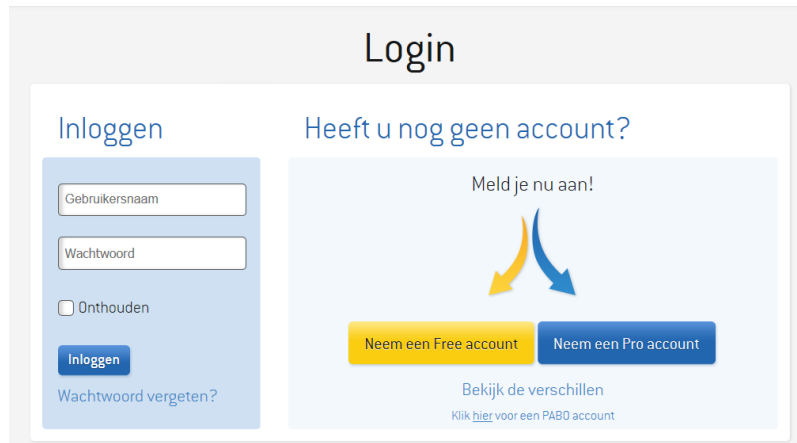 Login
Inloggen
Heeft u nog geen account?
Gebruikersnaam
Wachtwoord
Onthouden
Inloggen
Wachtwoord vergeten?
Meld je nu aan!
Neem een Free account
Neem een Pro account
Bekijk de verschillen
Klik hier voor een PABO account